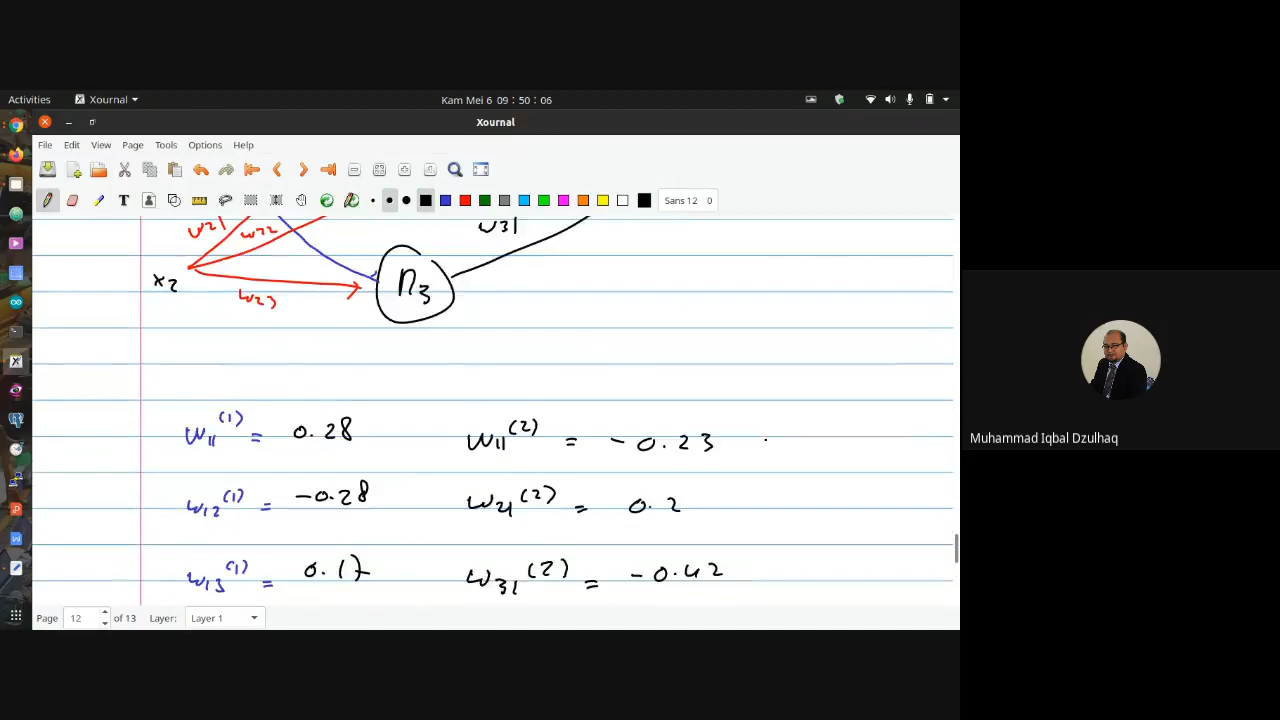 Activities Xournal Kam Mei 6 09:50:06
Xournal
File Edit View Page Tools Options Help
T Sans 12 0
w21 w22 w31
x2 w23 n3
w11(1) = 0.28 w11(2) = -0.23
w12(1) = -0.28 w21(2) = 0.2
w13(1) = 0.17 w31(2) = -0.42
Page 12 of 13 Layer: Layer 1
Muhammad Iqbal Dzulhaq